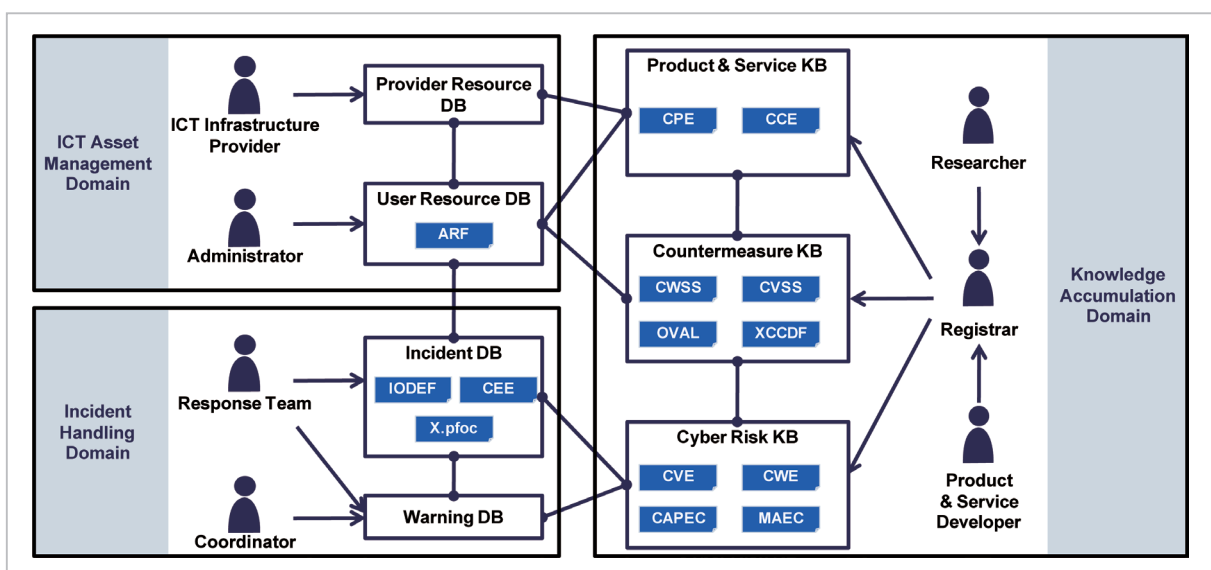 ICT Asset
Management
Domain
ICT Infrastructure
Provider
Administrator
Provider Resource
DB
User Resource DB
ARF
Incident
Handling
Domain
Response Team
Coordinator
Incident DB
IODEF
CEE
X.pfoc
Warning DB
Product & Service KB
CPE
CCE
Countermeasure KB
CWSS
CVSS
OVAL
XCCDF
Cyber Risk KB
CVE
CWE
CAPEC
MAEC
Researcher
Registrar
Product
& Service
Developer
Knowledge
Accumulation
Domain